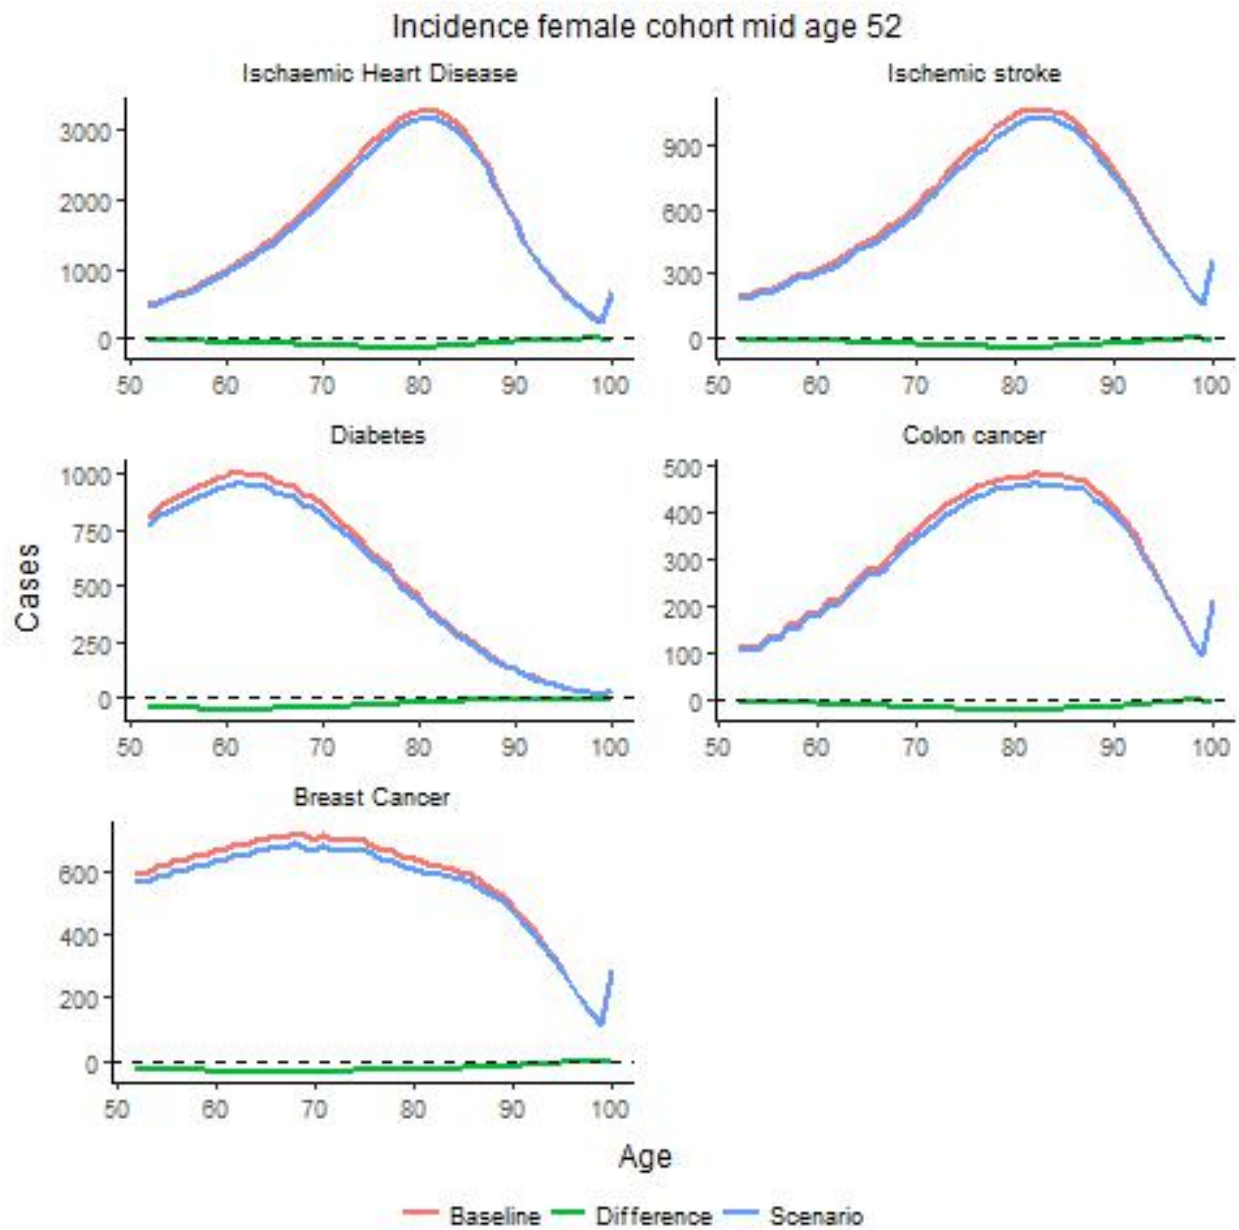 Incidence female cohort mid age 52
Ischaemic Heart Disease
Ischemic stroke
3000
2000
1000
0
50 60 70 80 90 100
900
600
300
0
50 60 70 80 90 100
Diabetes
Colon cancer
1000
750
500
250
0
50 60 70 80 90 100
500
400
300
200
100
0
50 60 70 80 90 100
Cases
Breast Cancer
600
400
200
0
50 60 70 80 90 100
Age
Baseline Difference Scenario